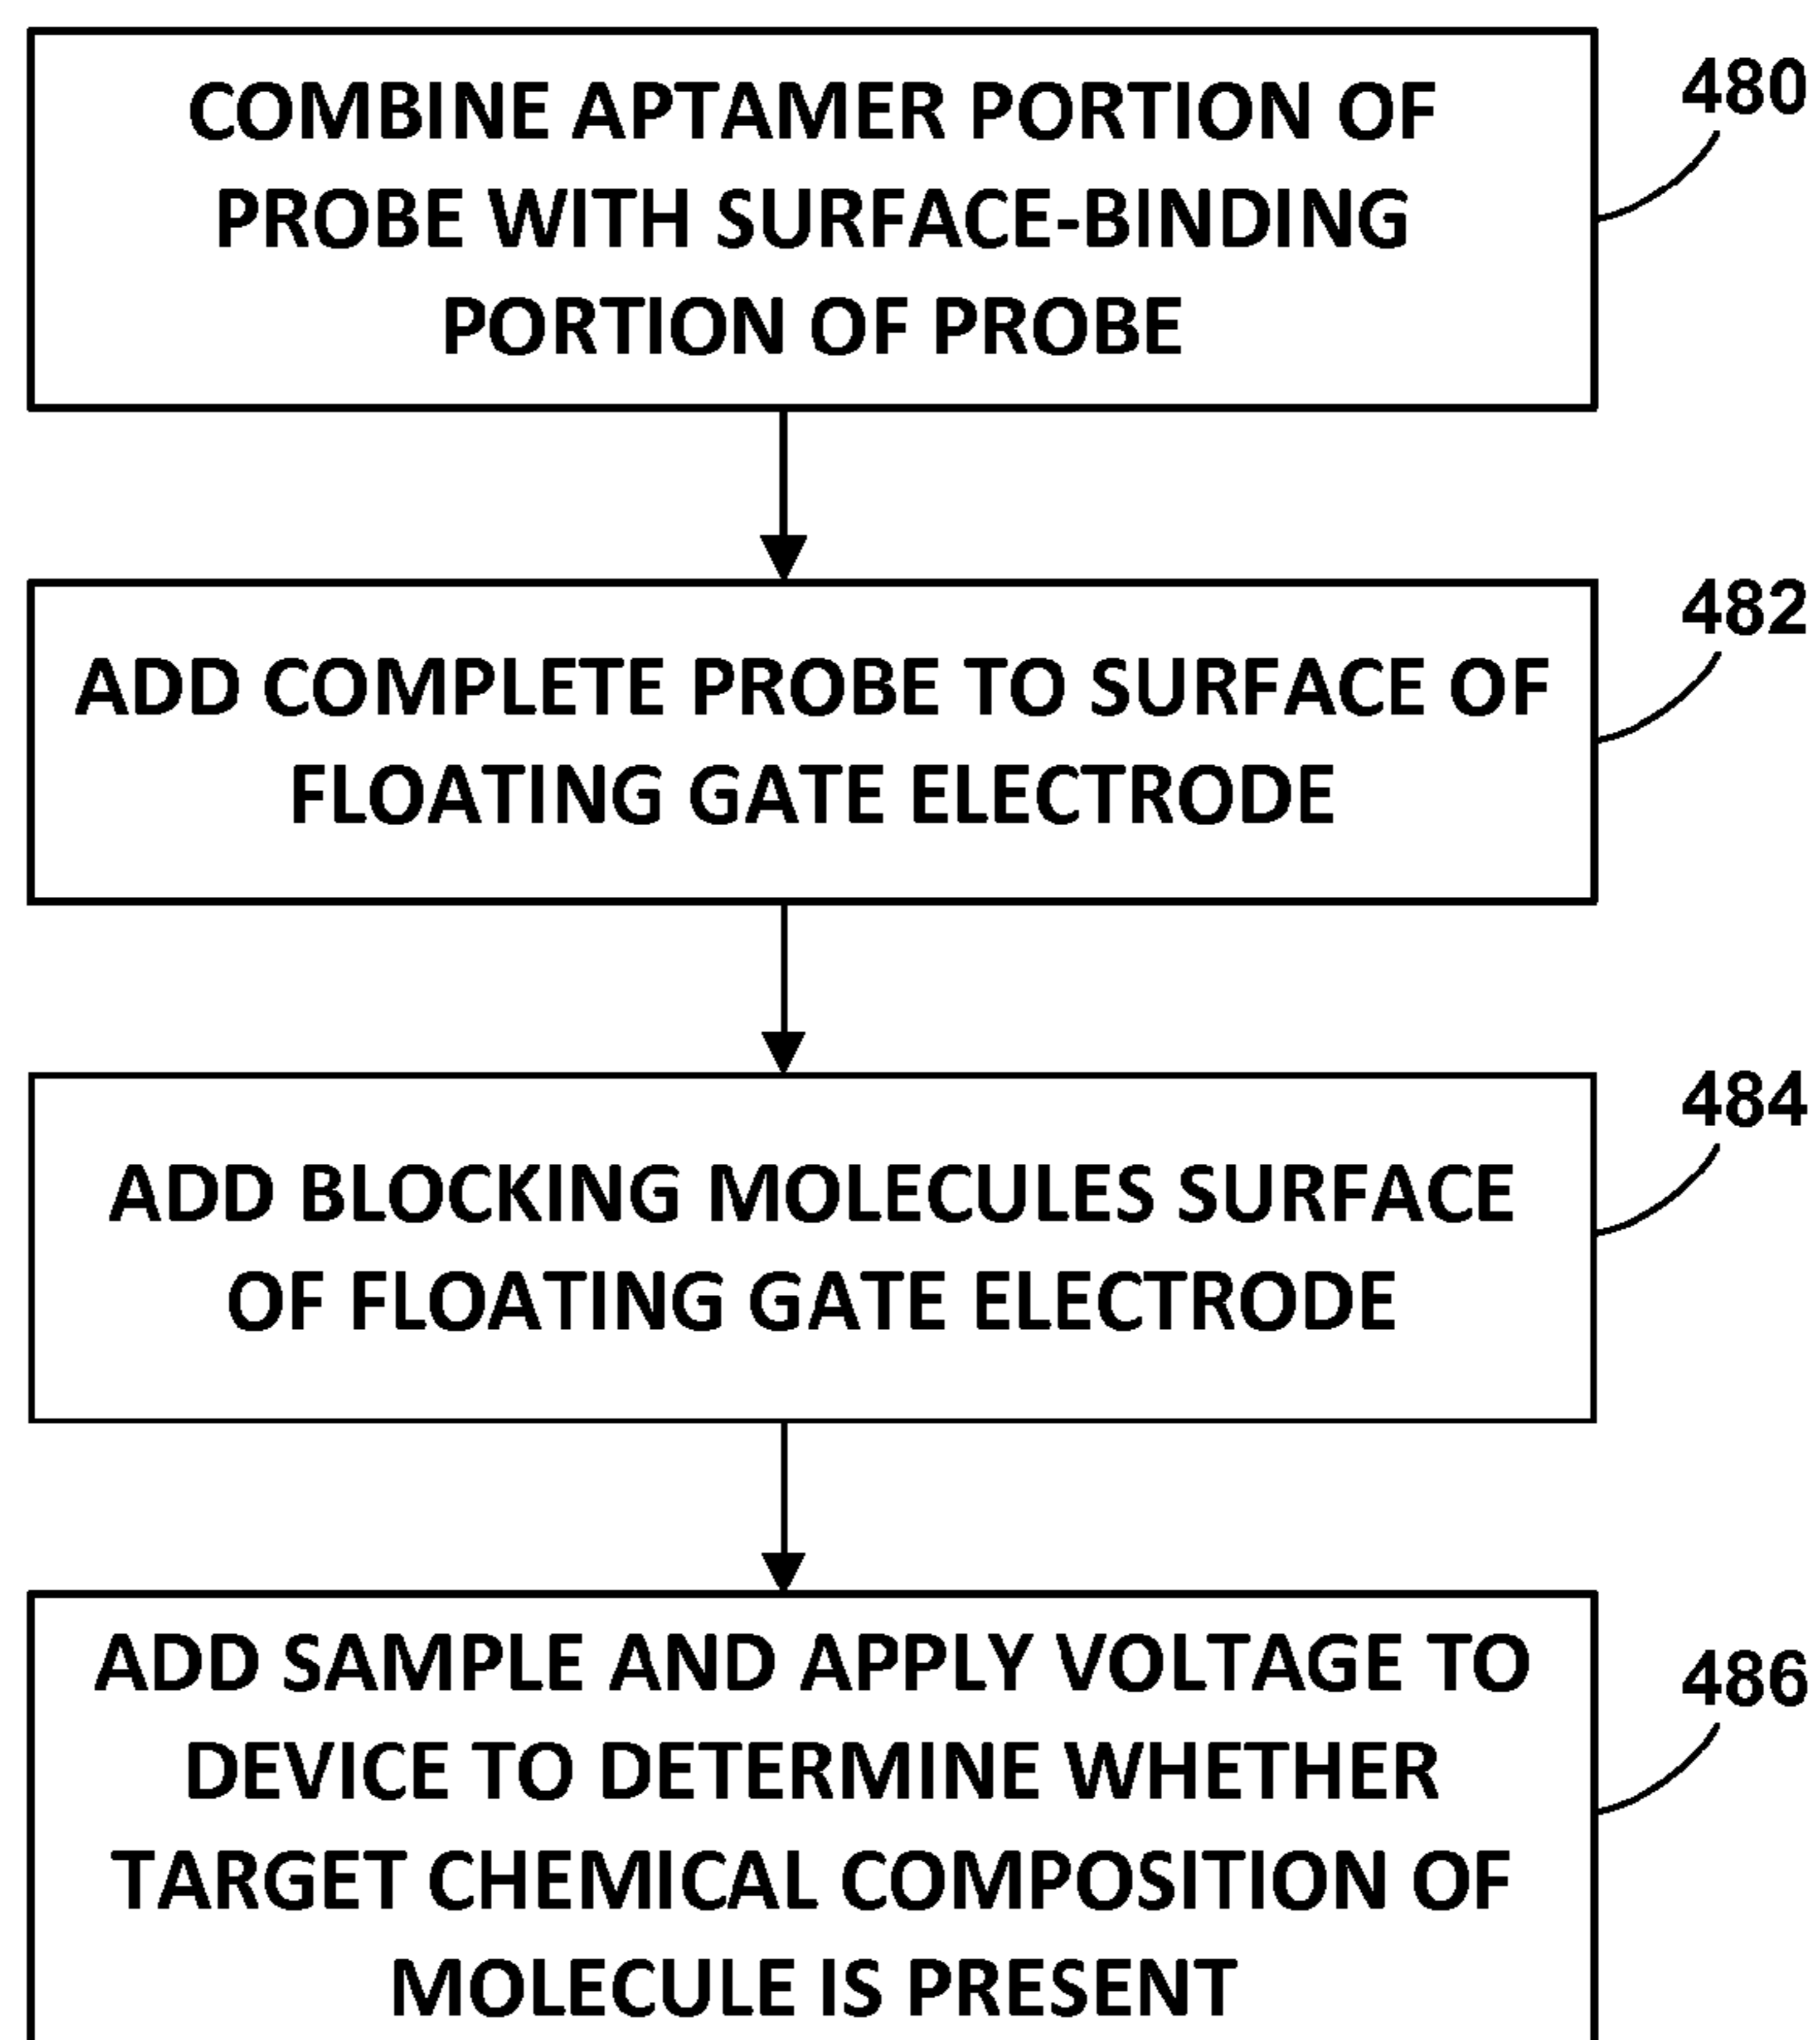 COMBINE APTAMER PORTION OF
PROBE WITH SURFACE-BINDING
PORTION OF PROBE
480
ADD COMPLETE PROBE TO SURFACE OF
FLOATING GATE ELECTRODE
482
ADD BLOCKING MOLECULES SURFACE
OF FLOATING GATE ELECTRODE
484
ADD SAMPLE AND APPLY VOLTAGE TO
DEVICE TO DETERMINE WHETHER
TARGET CHEMICAL COMPOSITION OF
MOLECULE IS PRESENT
486